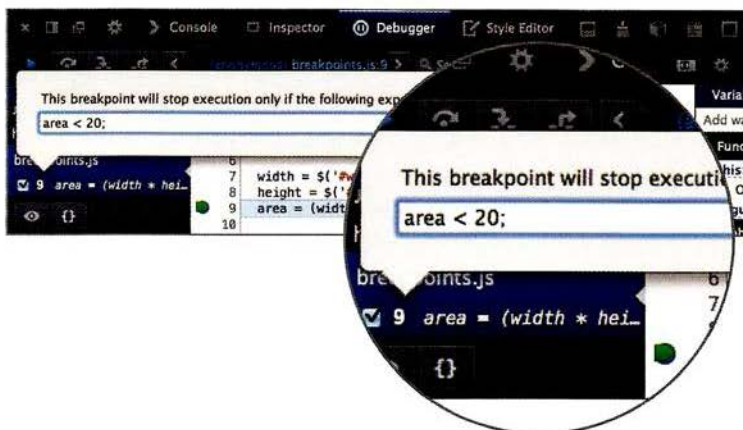 Console Inspector Debugger Style Editor
breakpoints.js:9
This breakpoint will stop execution only if the following exp
area < 20;
breakpoints.js
9 area = (width * hei…
{}
6
7 width = $('#w
8 height = $('#
9 area = (widt
10
Varia
Add wa
Func
This breakpoint will stop executi
area < 20;
breakpoints.js
9 area = (width * hei…
{}
6
7